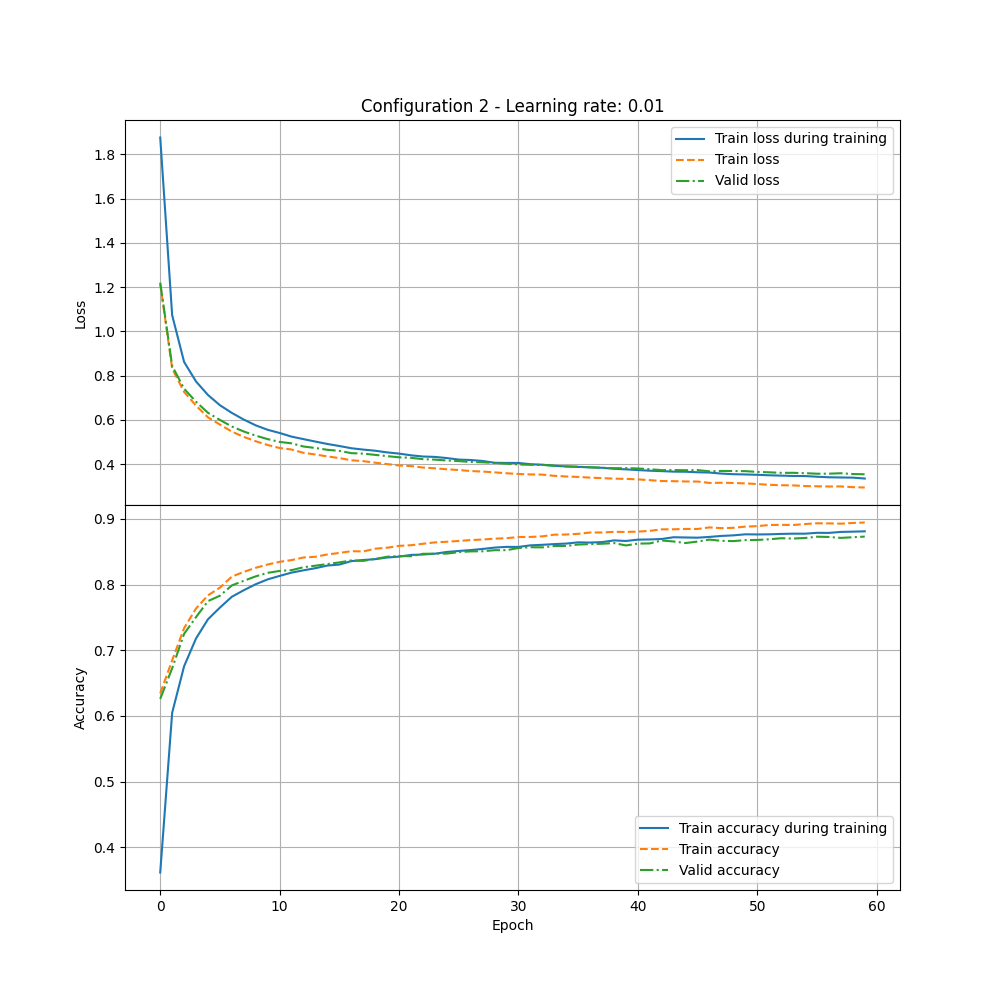 Configuration 2 - Learning rate: 0.01
Train loss during training
Train loss
Valid loss
1.8
1.6
1.4
1.2
1.0
0.8
0.6
0.4
Loss
0.9
0.8
0.7
0.6
0.5
0.4
Accuracy
Train accuracy during training
Train accuracy
Valid accuracy
0 10 20 30 40 50 60
Epoch